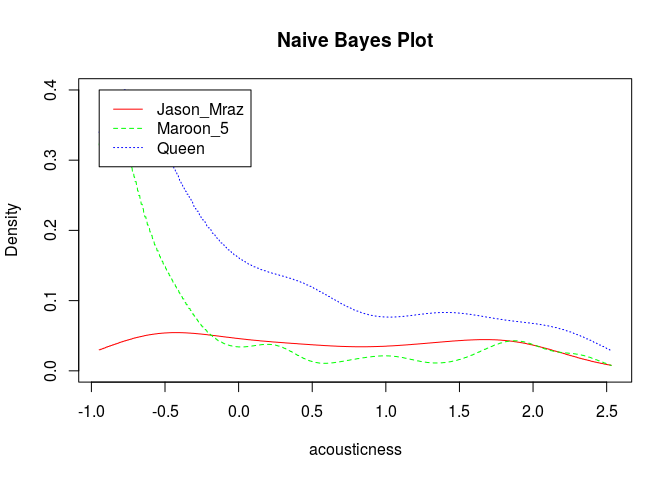 Naive Bayes Plot
0.4
0.3
0.2
0.1
0.0
Density
Jason_Mraz
Maroon_5
Queen
-1.0 -0.5 0.0 0.5 1.0 1.5 2.0 2.5
acousticness